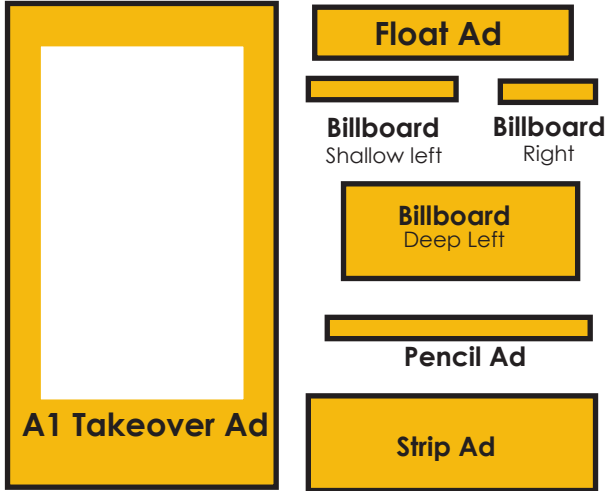 Float Ad
Billboard
Shallow left
Billboard
Right
Billboard
Deep Left
Pencil Ad
A1 Takeover Ad
Strip Ad